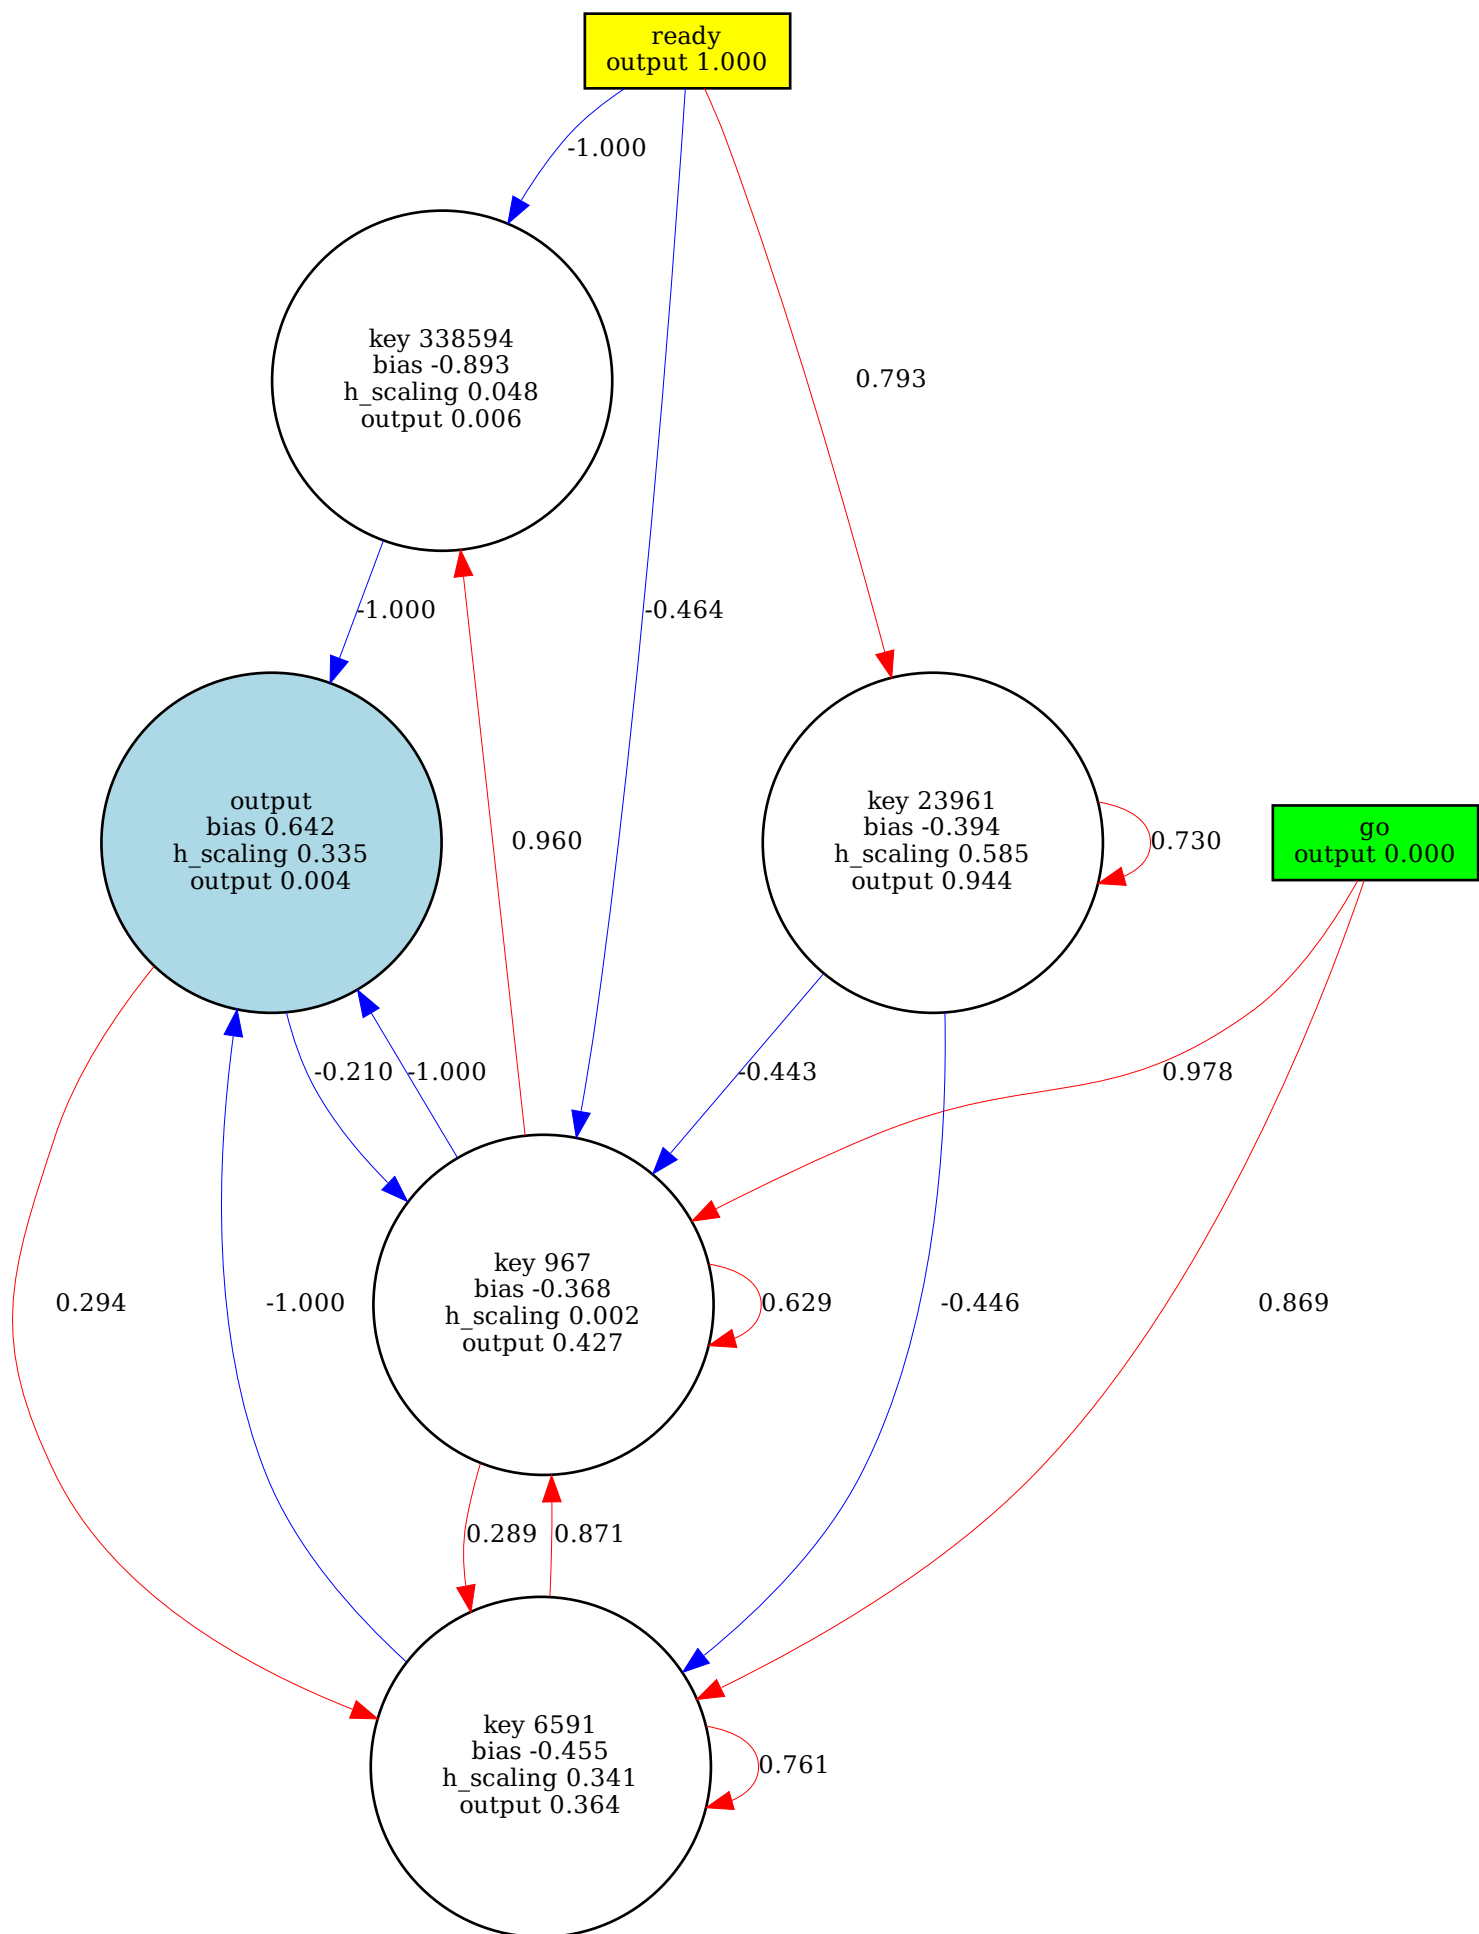 ready
output 1.000
-1.000
key 338594
bias -0.893
h_scaling 0.048
output 0.006
0.793
-1.000
-0.464
output
bias 0.642
h_scaling 0.335
output 0.004
0.960
key 23961
bias -0.394
h_scaling 0.585
output 0.944
0.730
go
output 0.000
-0.210
-1.000
-0.443
0.978
0.294
-1.000
key 967
bias -0.368
h_scaling 0.002
output 0.427
0.629
-0.446
0.869
0.289
0.871
key 6591
bias -0.455
h_scaling 0.341
output 0.364
0.761